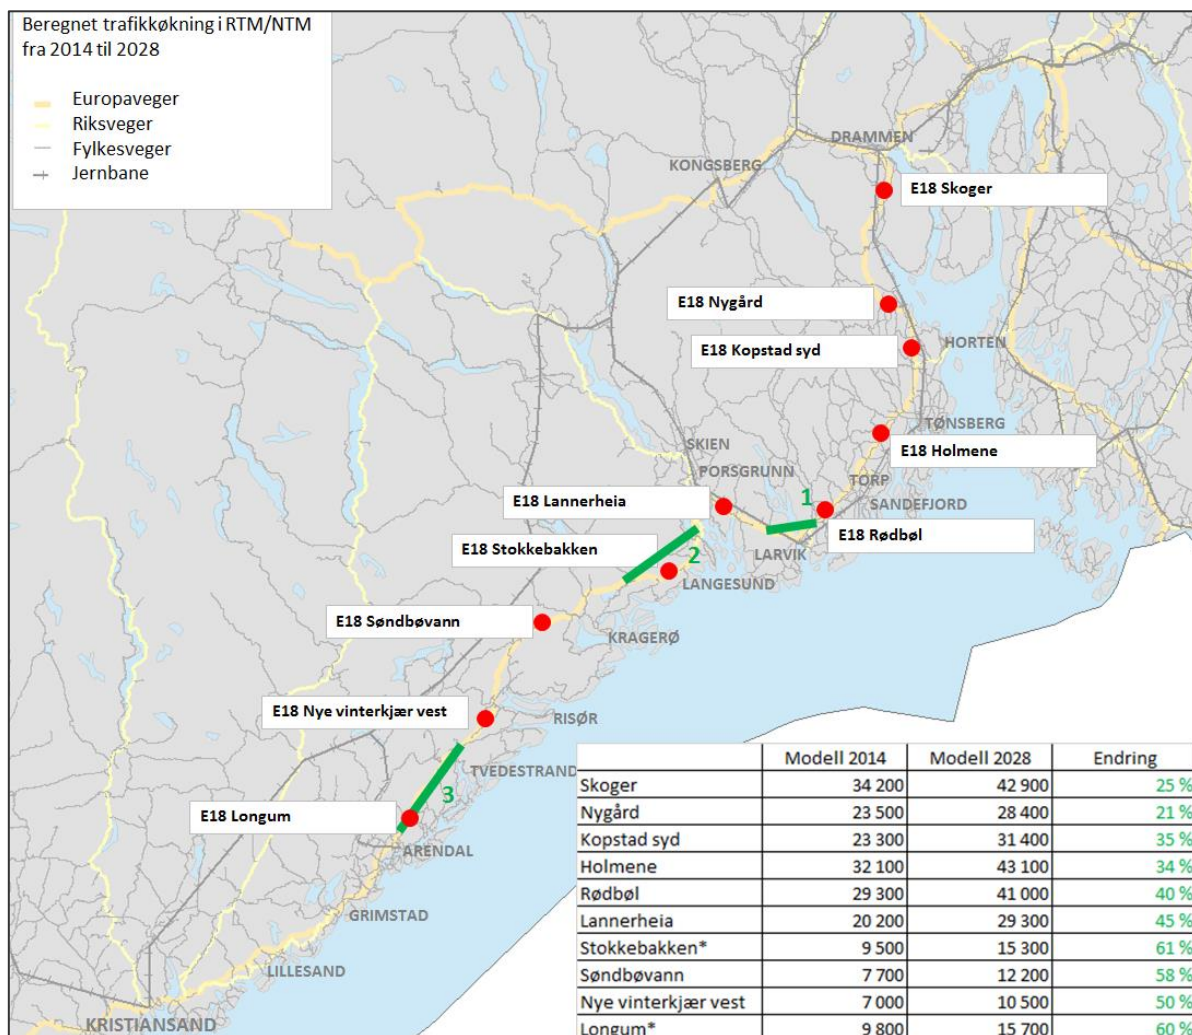 Beregnet trafikkøkning i RTM/NTM
fra 2014 til 2028
Europaveger
Riksveger
Fylkesveger
Jernbane
DRAMMEN
KONGSBERG
E18 Skoger
E18 Nygård
E18 Kopstad syd
HORTEN
TØNSBERG
E18 Holmene
SKIEN
PORSGRUNN
TORP
E18 Lannerheia
1
SANDEFJORD
E18 Rødbøl
E18 Stokkebakken
LARVIK
2
LANGESUND
E18 Søndbøvann
KRAGERØ
E18 Nye vinterkjær vest
RISØR
TVEDESTRAND
3
E18 Longum
ARENDAL
GRIMSTAD
LILLESAND
KRISTIANSAND
Modell 2014 Modell 2028 Endring
Skoger 34 200 42 900 25 %
Nygård 23 500 28 400 21 %
Kopstad syd 23 300 31 400 35 %
Holmene 32 100 43 100 34 %
Rødbøl 29 300 41 000 40 %
Lannerheia 20 200 29 300 45 %
Stokkebakken* 9 500 15 300 61 %
Søndbøvann 7 700 12 200 58 %
Nye vinterkjær vest 7 000 10 500 50 %
Longum* 9 800 15 700 60 %